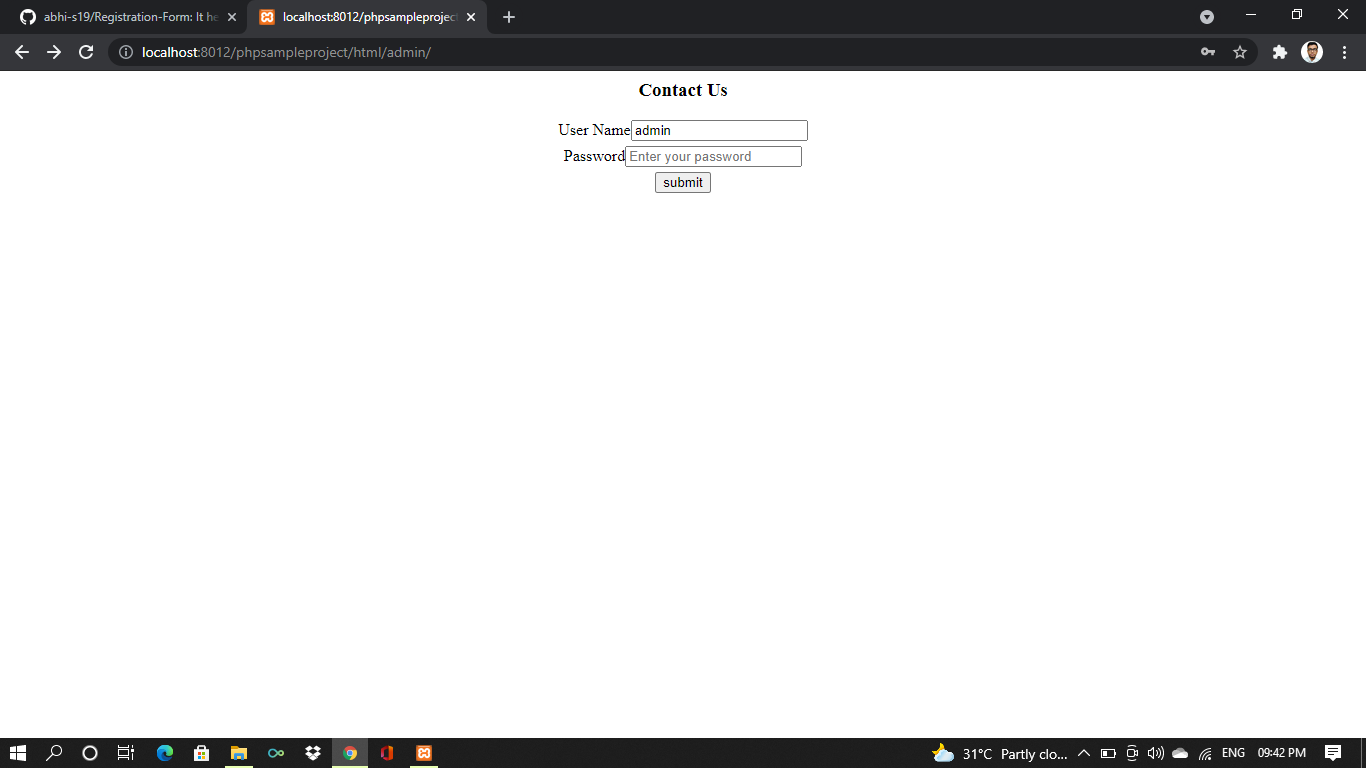 abhi-s19/Registration-Form: It he
localhost:8012/phpsampleproject
localhost:8012/phpsampleproject/html/admin/
Contact Us
User Name admin
Password Enter your password
submit
31°C Partly clo... ENG 09:42 PM